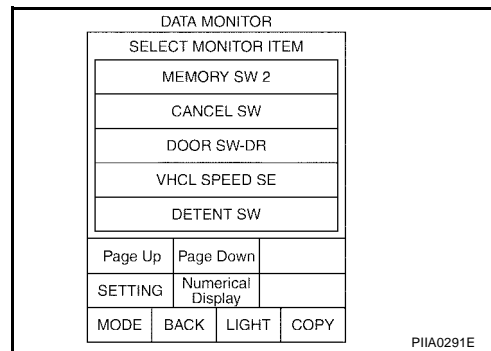 DATA MONITOR
SELECT MONITOR ITEM
MEMORY SW 2
CANCEL SW
DOOR SW-DR
VHCL SPEED SE
DETENT SW
Page Up Page Down
SETTING Numerical
Display
MODE BACK LIGHT COPY
PIIA0291E